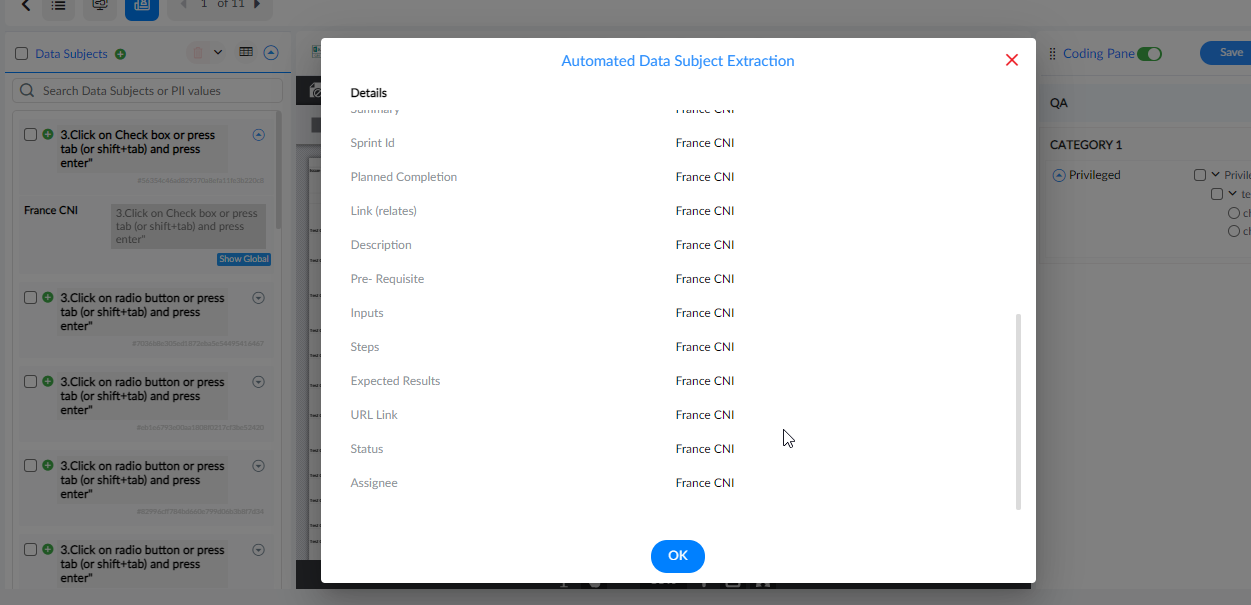 1 of 11
Data Subjects
Search Data Subjects or PII values
3.Click on Check box or press
tab (or shift+tab) and press
enter"
France CNI
3.Click on Check box or press
tab (or shift+tab) and press
enter"
Show Global
3.Click on radio button or press
tab (or shift+tab) and press
enter"
3.Click on radio button or press
tab (or shift+tab) and press
enter"
3.Click on radio button or press
tab (or shift+tab) and press
enter"
3.Click on radio button or press
tab (or shift+tab) and press
enter"
Automated Data Subject Extraction
Details
Summary France CNI
Sprint Id France CNI
Planned Completion France CNI
Link (relates) France CNI
Description France CNI
Pre- Requisite France CNI
Inputs France CNI
Steps France CNI
Expected Results France CNI
URL Link France CNI
Status France CNI
Assignee France CNI
OK
Coding Pane
Save
QA
CATEGORY 1
Privileged
Privile
te
ch
ch